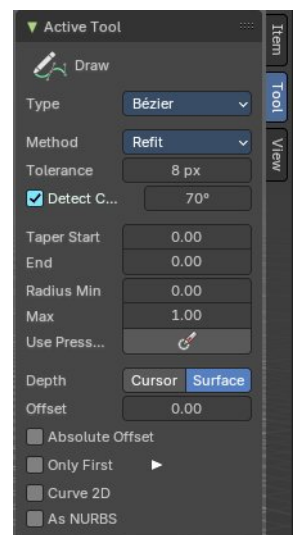 Active Tool
Draw
Type Bézier
Method Refit
Tolerance 8 px
Detect C... 70°
Taper Start 0.00
End 0.00
Radius Min 0.00
Max 1.00
Use Press...
Depth Cursor Surface
Offset 0.00
Absolute Offset
Only First
Curve 2D
As NURBS
Item
Tool
View